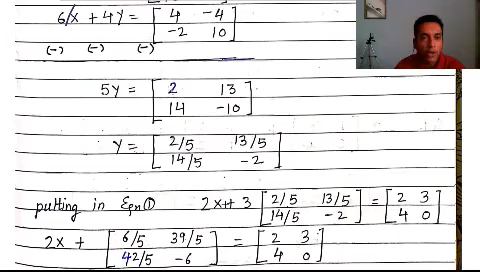 6x + 4y = [ 4 -4
-2 10 ]
(-) (-) (-)
5y = [ 2 13
14 -10 ]
y = [ 2/5 13/5
14/5 -2 ]
putting in Eqn ① 2x + 3 [ 2/5 13/5
14/5 -2 ] = [ 2 3
4 0 ]
2x + [ 6/5 39/5
42/5 -6 ] = [ 2 3
4 0 ]